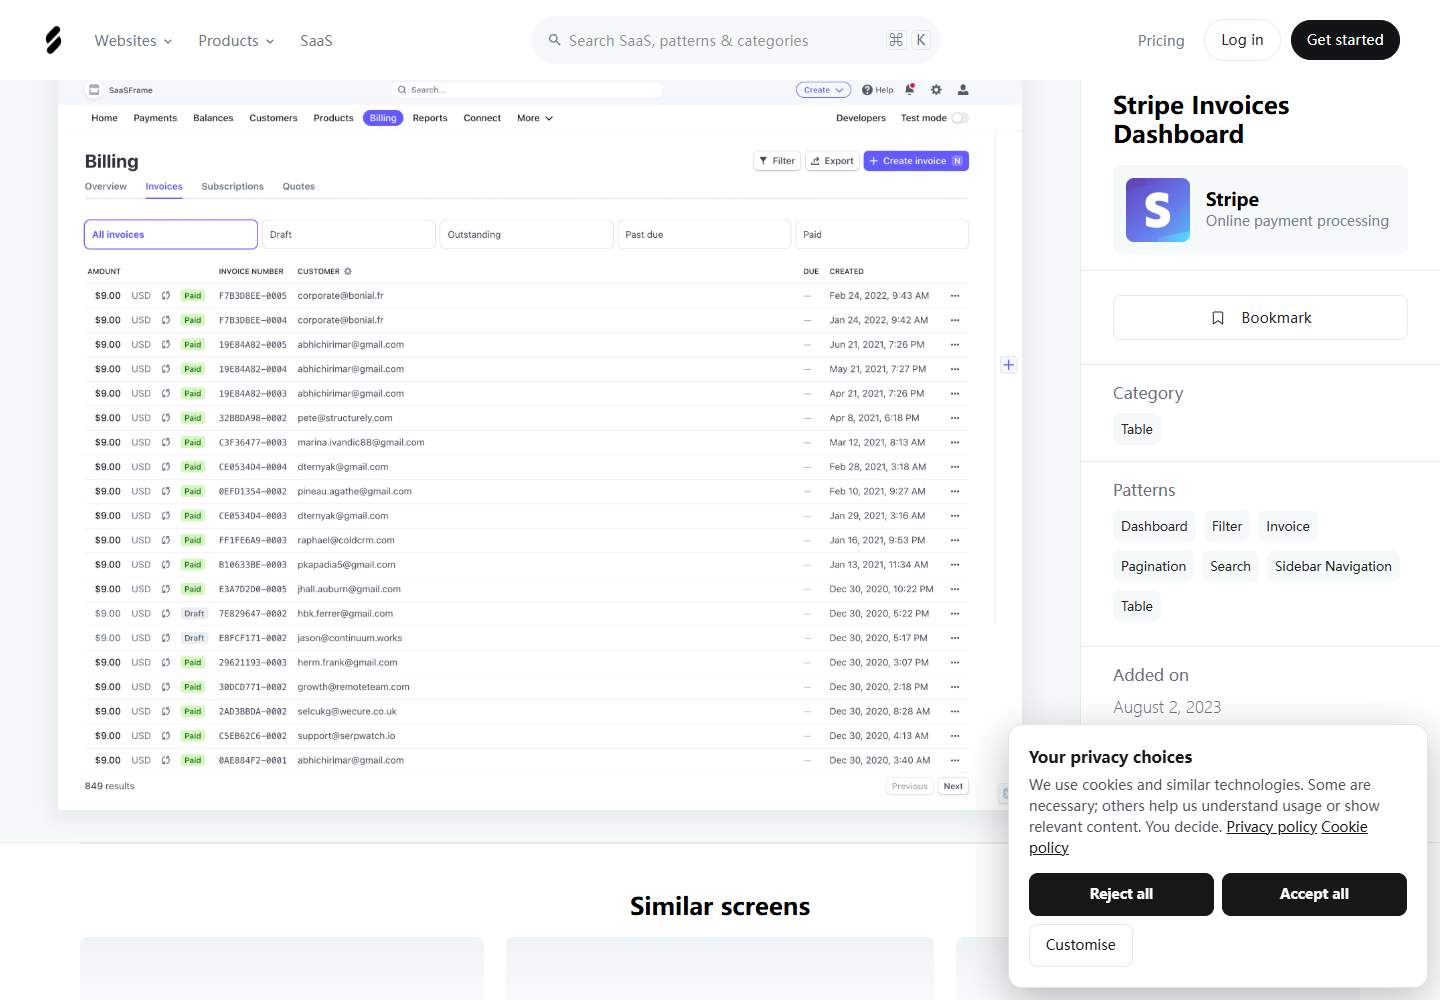 Websites Products SaaS Search SaaS, patterns & categories ⌘ K Pricing Log in Get started
SaaSFrame Search... Create Help
Home Payments Balances Customers Products Billing Reports Connect More Developers Test mode
Billing Filter Export + Create invoice N
Overview Invoices Subscriptions Quotes
All invoices Draft Outstanding Past due Paid
AMOUNT INVOICE NUMBER CUSTOMER DUE CREATED
$9.00 USD Paid F7B3D8EE-0005 corporate@bonial.fr — Feb 24, 2022, 9:43 AM ...
$9.00 USD Paid F7B3D8EE-0004 corporate@bonial.fr — Jan 24, 2022, 9:42 AM ...
$9.00 USD Paid 19E84A82-0005 abhichirimar@gmail.com — Jun 21, 2021, 7:26 PM ...
$9.00 USD Paid 19E84A82-0004 abhichirimar@gmail.com — May 21, 2021, 7:27 PM ...
$9.00 USD Paid 19E84A82-0003 abhichirimar@gmail.com — Apr 21, 2021, 7:26 PM ...
$9.00 USD Paid 32BBDA98-0002 pete@structurely.com — Apr 8, 2021, 6:18 PM ...
$9.00 USD Paid C3F36477-0003 marina.ivandic88@gmail.com — Mar 12, 2021, 8:13 AM ...
$9.00 USD Paid CE0534D4-0004 dternyak@gmail.com — Feb 28, 2021, 3:18 AM ...
$9.00 USD Paid 0EFD1354-0002 pineau.agathe@gmail.com — Feb 10, 2021, 9:27 AM ...
$9.00 USD Paid CE0534D4-0003 dternyak@gmail.com — Jan 29, 2021, 3:16 AM ...
$9.00 USD Paid FF1FE6A9-0003 raphael@coldcrm.com — Jan 16, 2021, 9:53 PM ...
$9.00 USD Paid B10633BE-0003 pkapadia5@gmail.com — Jan 13, 2021, 11:34 AM ...
$9.00 USD Paid E3A7D2D0-0005 jhall.auburn@gmail.com — Dec 30, 2020, 10:22 PM ...
$9.00 USD Draft 7E829647-0002 hbk.ferrer@gmail.com — Dec 30, 2020, 5:22 PM ...
$9.00 USD Draft E8FCF171-0002 jason@continuum.works — Dec 30, 2020, 5:17 PM ...
$9.00 USD Paid 29621193-0003 herm.frank@gmail.com — Dec 30, 2020, 3:07 PM ...
$9.00 USD Paid 30DCD771-0002 growth@remoteteam.com — Dec 30, 2020, 2:18 PM ...
$9.00 USD Paid 2AD3BBDA-0002 selcukg@wecure.co.uk — Dec 30, 2020, 8:28 AM ...
$9.00 USD Paid C5EB62C6-0002 support@serpwatch.io — Dec 30, 2020, 4:13 AM ...
$9.00 USD Paid 0AE884F2-0001 abhichirimar@gmail.com — Dec 30, 2020, 3:40 AM ...
849 results Previous Next
Stripe Invoices
Dashboard
S
Stripe
Online payment processing
Bookmark
Category
Table
Patterns
Dashboard Filter Invoice
Pagination Search Sidebar Navigation
Table
Added on
August 2, 2023
Similar screens
Your privacy choices
We use cookies and similar technologies. Some are
necessary; others help us understand usage or show
relevant content. You decide. Privacy policy Cookie
policy
Reject all Accept all
Customise